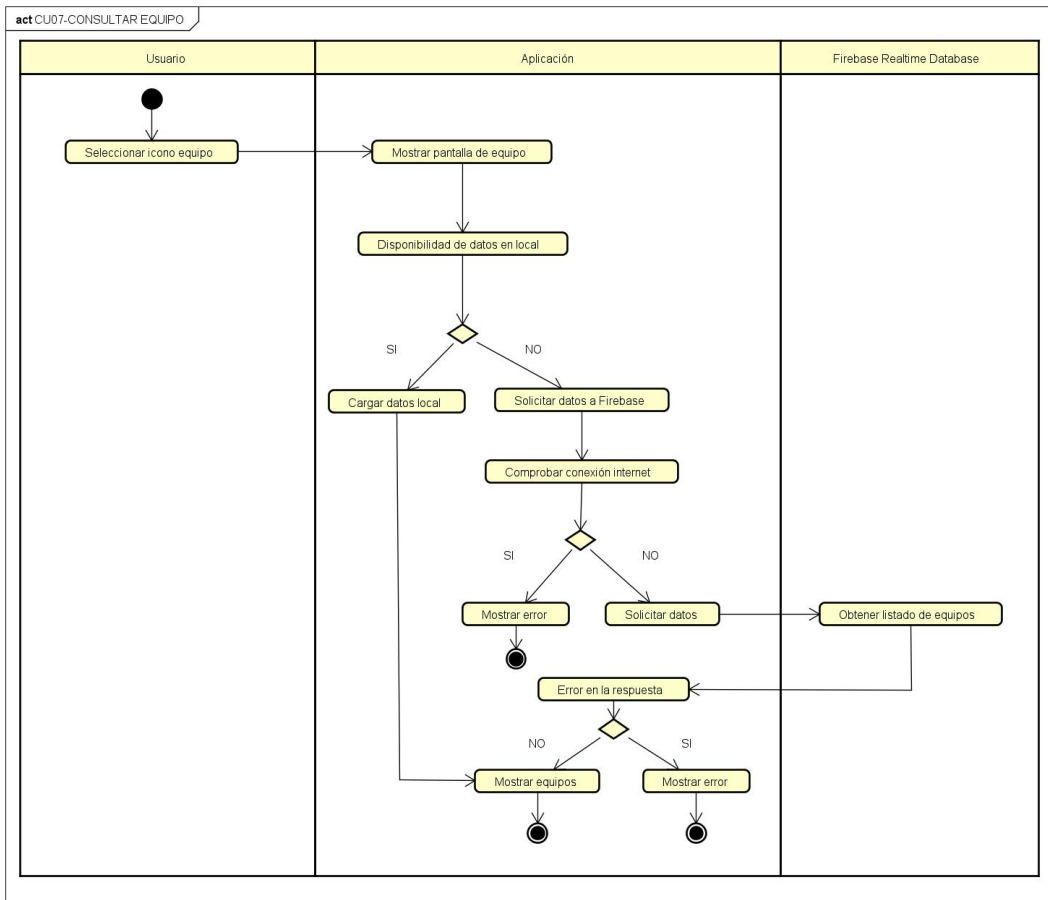 act CU07-CONSULTAR EQUIPO
Usuario
Aplicación
Firebase Realtime Database
Seleccionar icono equipo
Mostrar pantalla de equipo
Disponibilidad de datos en local
SI
NO
Cargar datos local
Solicitar datos a Firebase
Comprobar conexión internet
SI
NO
Mostrar error
Solicitar datos
Obtener listado de equipos
Error en la respuesta
NO
SI
Mostrar equipos
Mostrar error